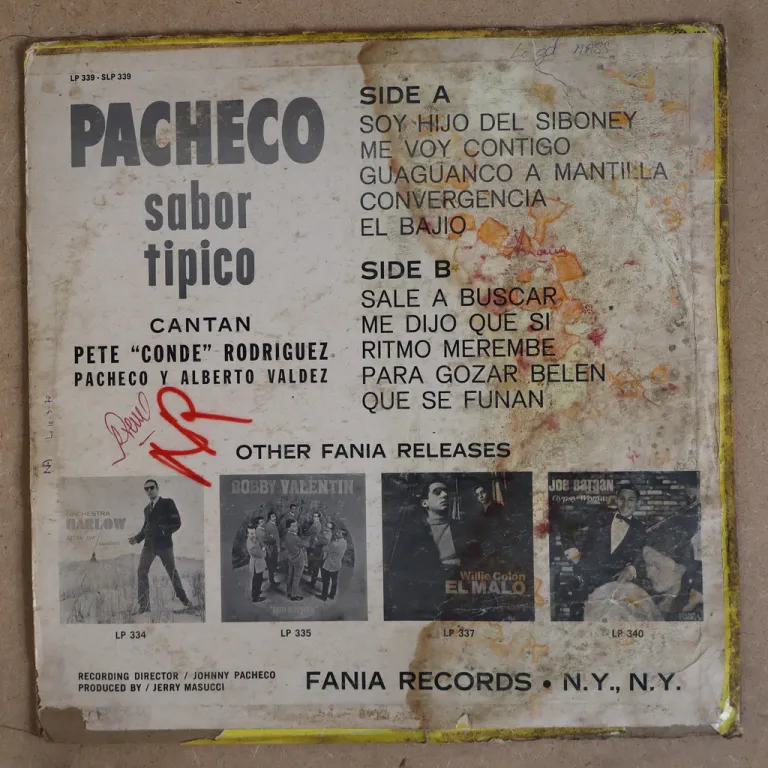 LP 339 - SLP 339
PACHECO
sabor
tipico
CANTAN
PETE "CONDE" RODRIGUEZ
PACHECO Y ALBERTO VALDEZ
SIDE A
SOY HIJO DEL SIBONEY
ME VOY CONTIGO
GUAGUANCO A MANTILLA
CONVERGENCIA
EL BAJIO
SIDE B
SALE A BUSCAR
ME DIJO QUE SI
RITMO MEREMBE
PARA GOZAR BELEN
QUE SE FUNAN
OTHER FANIA RELEASES
ORCHESTRA
HARLOW
BOBBY VALENTIN
Willie Colón
EL MALO
JOE BATAAN
LP 334
LP 335
LP 337
LP 340
RECORDING DIRECTOR / JOHNNY PACHECO
PRODUCED BY / JERRY MASUCCI
FANIA RECORDS • N.Y., N.Y.